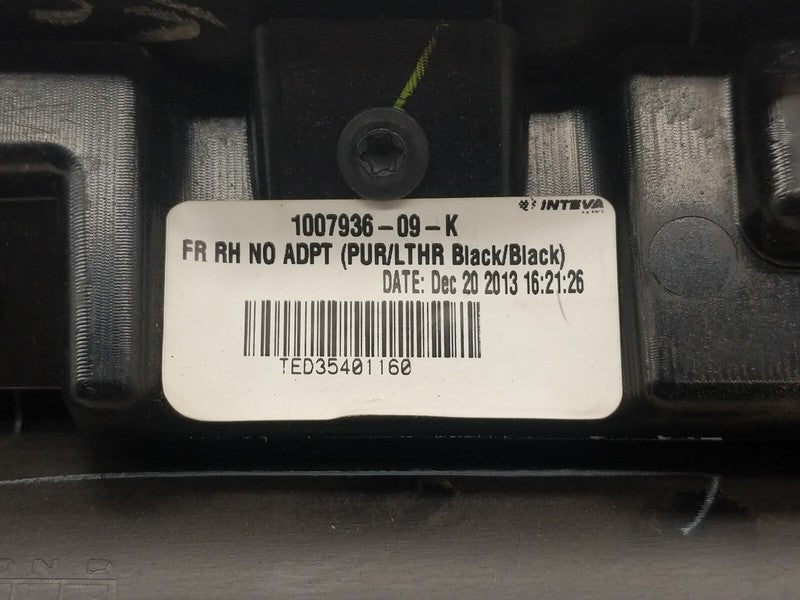 INTEVA
1007936-09-K
FR RH NO ADPT (PUR/LTHR Black/Black)
DATE: Dec 20 2013 16:21:26
TED35401160